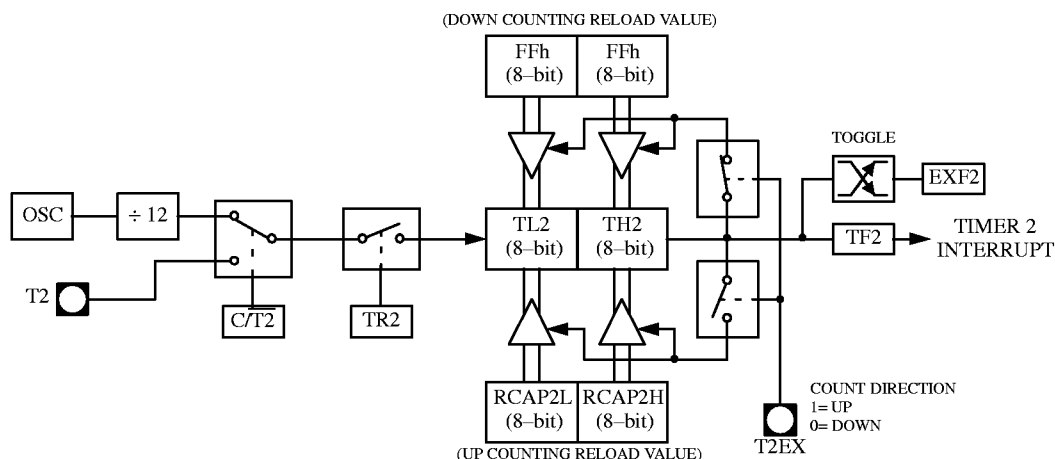 (DOWN COUNTING RELOAD VALUE)
FFh
(8–bit)
FFh
(8–bit)
TOGGLE
EXF2
OSC
÷ 12
TL2
(8–bit)
TH2
(8–bit)
TF2
TIMER 2
INTERRUPT
T2
C/T2
TR2
RCAP2L
(8–bit)
RCAP2H
(8–bit)
(UP COUNTING RELOAD VALUE)
COUNT DIRECTION
1= UP
0= DOWN
T2EX